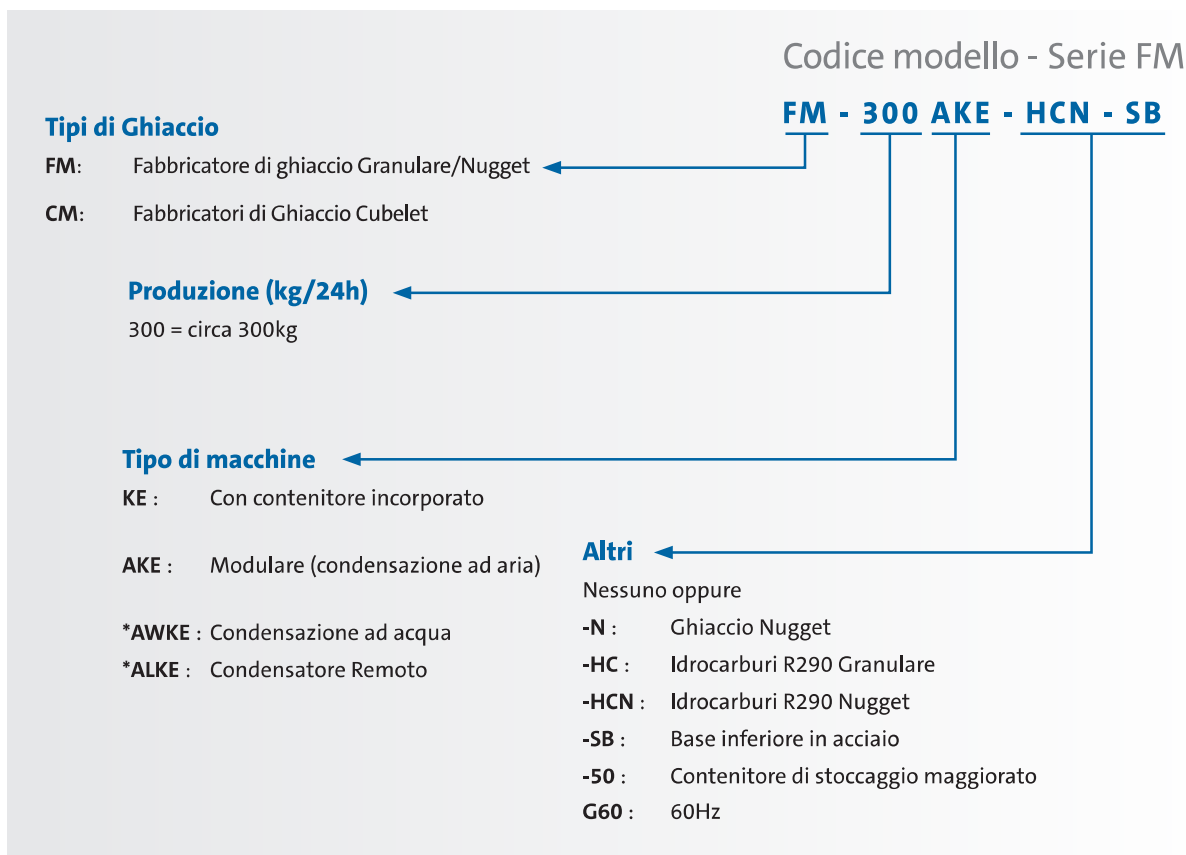 Codice modello - Serie FM
FM - 300 AKE - HCN - SB
Tipi di Ghiaccio
FM: Fabbricatore di ghiaccio Granulare/Nugget
CM: Fabbricatori di Ghiaccio Cubelet
Produzione (kg/24h)
300 = circa 300kg
Tipo di macchine
KE : Con contenitore incorporato
AKE : Modulare (condensazione ad aria)
*AWKE : Condensazione ad acqua
*ALKE : Condensatore Remoto
Altri
Nessuno oppure
-N : Ghiaccio Nugget
-HC : Idrocarburi R290 Granulare
-HCN : Idrocarburi R290 Nugget
-SB : Base inferiore in acciaio
-50 : Contenitore di stoccaggio maggiorato
G60 : 60Hz